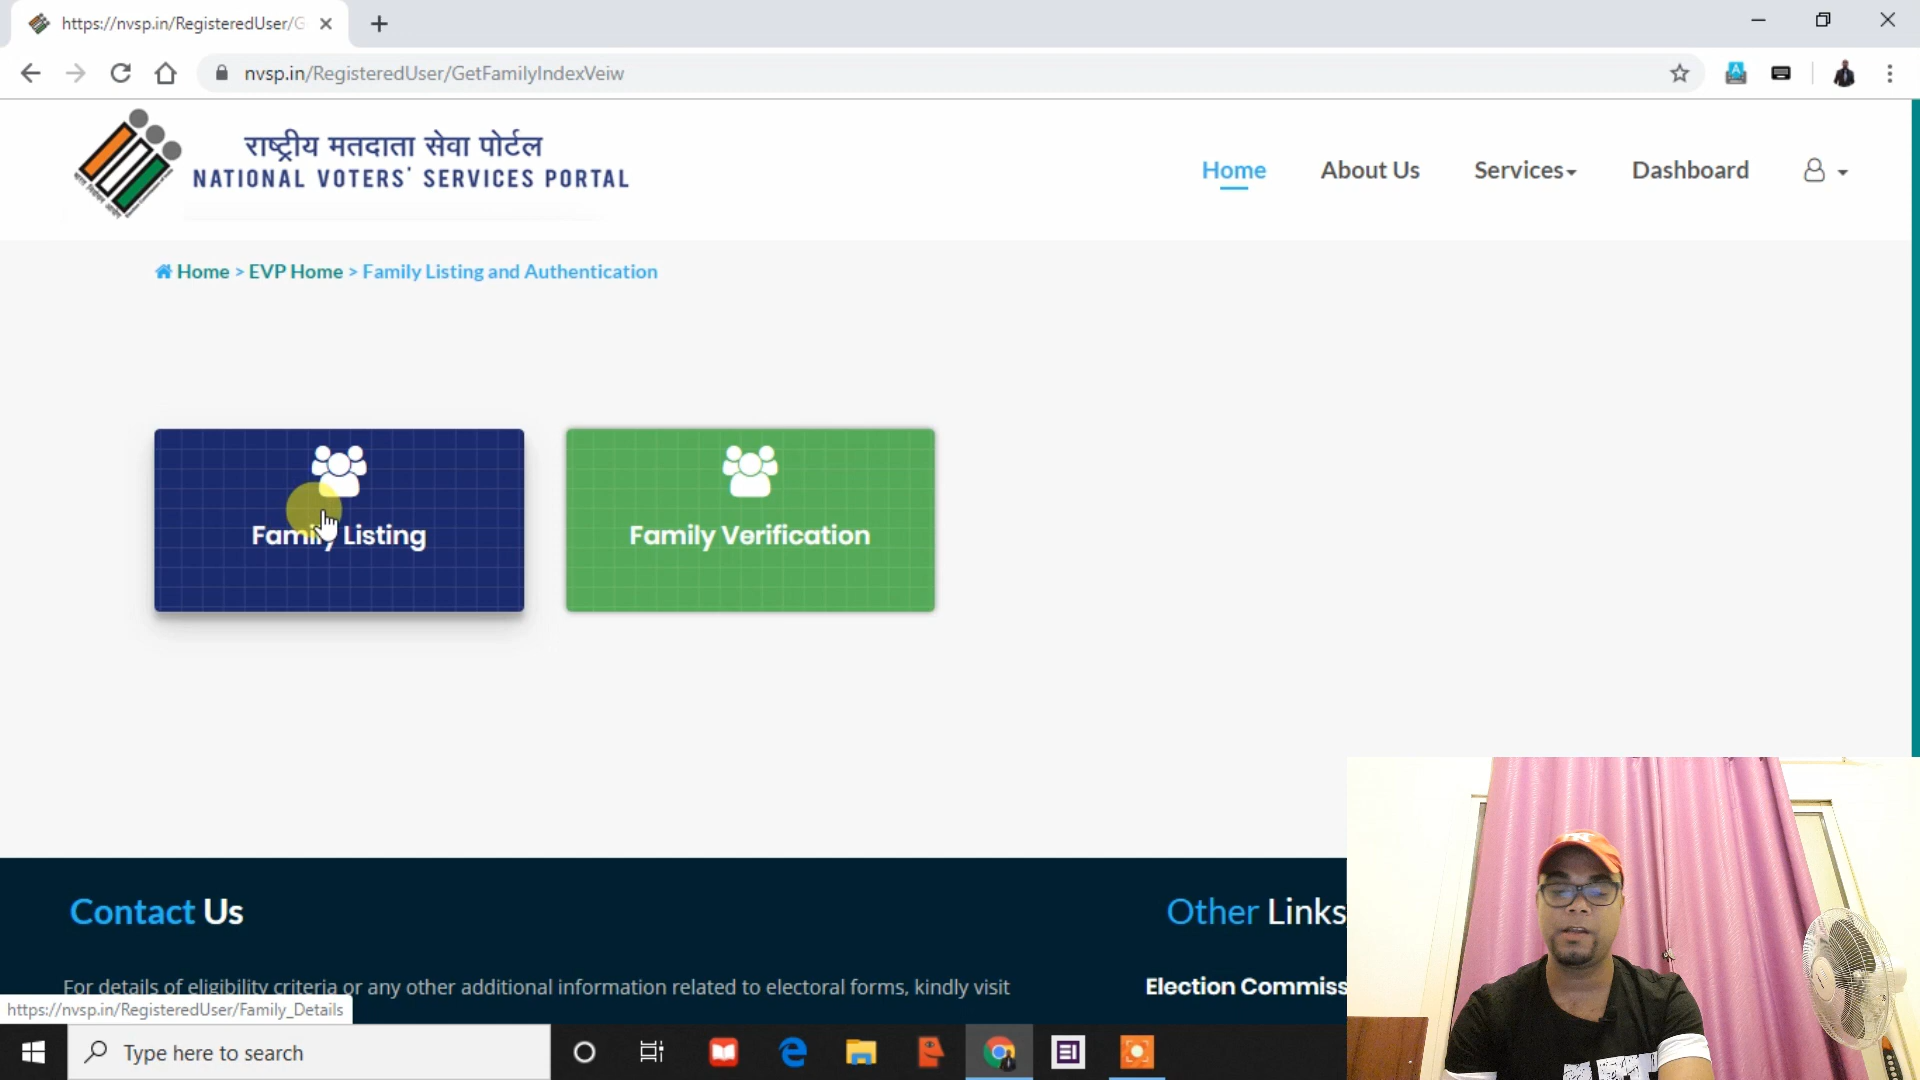 https://nvsp.in/RegisteredUser/G
nvsp.in/RegisteredUser/GetFamilyIndexVeiw
राष्ट्रीय मतदाता सेवा पोर्टल
NATIONAL VOTERS' SERVICES PORTAL
Home
About Us
Services
Dashboard
Home > EVP Home > Family Listing and Authentication
Family Listing
Family Verification
Contact Us
Other Links
For details of eligibility criteria or any other additional information related to electoral forms, kindly visit
Election Commiss
https://nvsp.in/RegisteredUser/Family_Details
Type here to search